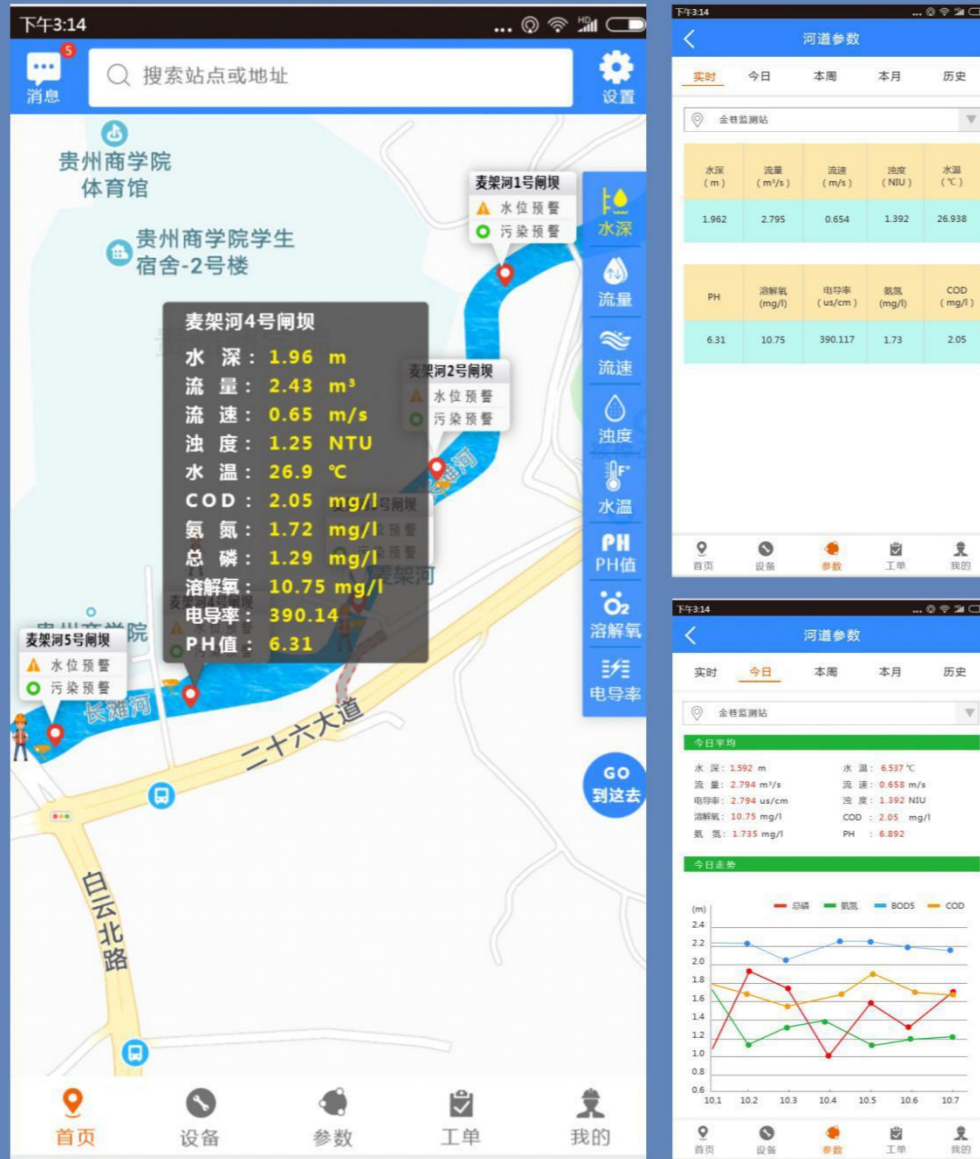 下午3:14
...
HD
5
消息
搜索站点或地址
设置
贵州商学院
体育馆
贵州商学院学生
宿舍-2号楼
麦架河1号闸坝
水位预警
污染预警
麦架河2号闸坝
水位预警
污染预警
麦架河4号闸坝
水 深：1.96 m
流 量：2.43 m³
流 速：0.65 m/s
浊 度：1.25 NTU
水 温：26.9 ℃
COD：2.05 mg/l
氨 氮：1.72 mg/l
总 磷：1.29 mg/l
溶解氧：10.75 mg/l
电导率：390.14
PH值：6.31
号闸坝
麦架河
长滩河
麦架河5号闸坝
水位预警
污染预警
长滩河
二十六大道
白云北路
水深
流量
流速
浊度
F°
水温
PH
PH值
O₂
溶解氧
电导率
GO
到这去
首页
设备
参数
工单
我的
下午3:14
...
河道参数
实时 今日 本周 本月 历史
金巷监测站
水深 流量 流速 浊度 水温
(m) (m³/s) (m/s) (NIU) (℃)
1.962 2.795 0.654 1.392 26.938
PH 溶解氧 电导率 氨氮 COD
(mg/l) (us/cm) (mg/l) (mg/l)
6.31 10.75 390.117 1.73 2.05
首页 设备 参数 工单 我的
下午3:14
...
河道参数
实时 今日 本周 本月 历史
金巷监测站
今日平均
水 深：1.592 m 水 温：6.537 ℃
流 量：2.794 m³/s 流 速：0.658 m/s
电导率：2.794 us/cm 浊 度：1.392 NIU
溶解氧：10.75 mg/l COD：2.05 mg/l
氨 氮：1.735 mg/l PH：6.892
今日走势
(m) 总磷 氨氮 BOD5 COD
2.4
2.2
2.0
1.8
1.6
1.4
1.2
1.0
0.8
0.6
10.1 10.2 10.3 10.4 10.5 10.6 10.7
首页 设备 参数 工单 我的